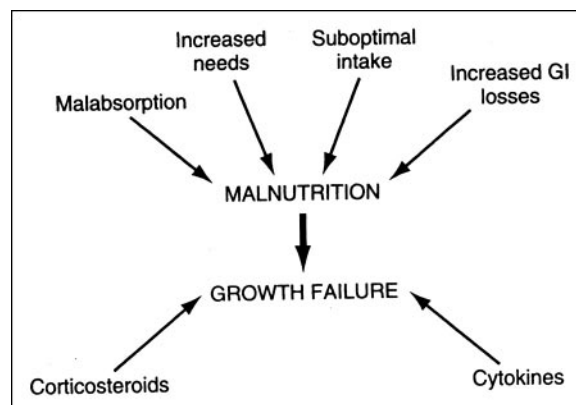 Increased
needs
Suboptimal
intake
Increased GI
losses
Malabsorption
MALNUTRITION
GROWTH FAILURE
Corticosteroids
Cytokines